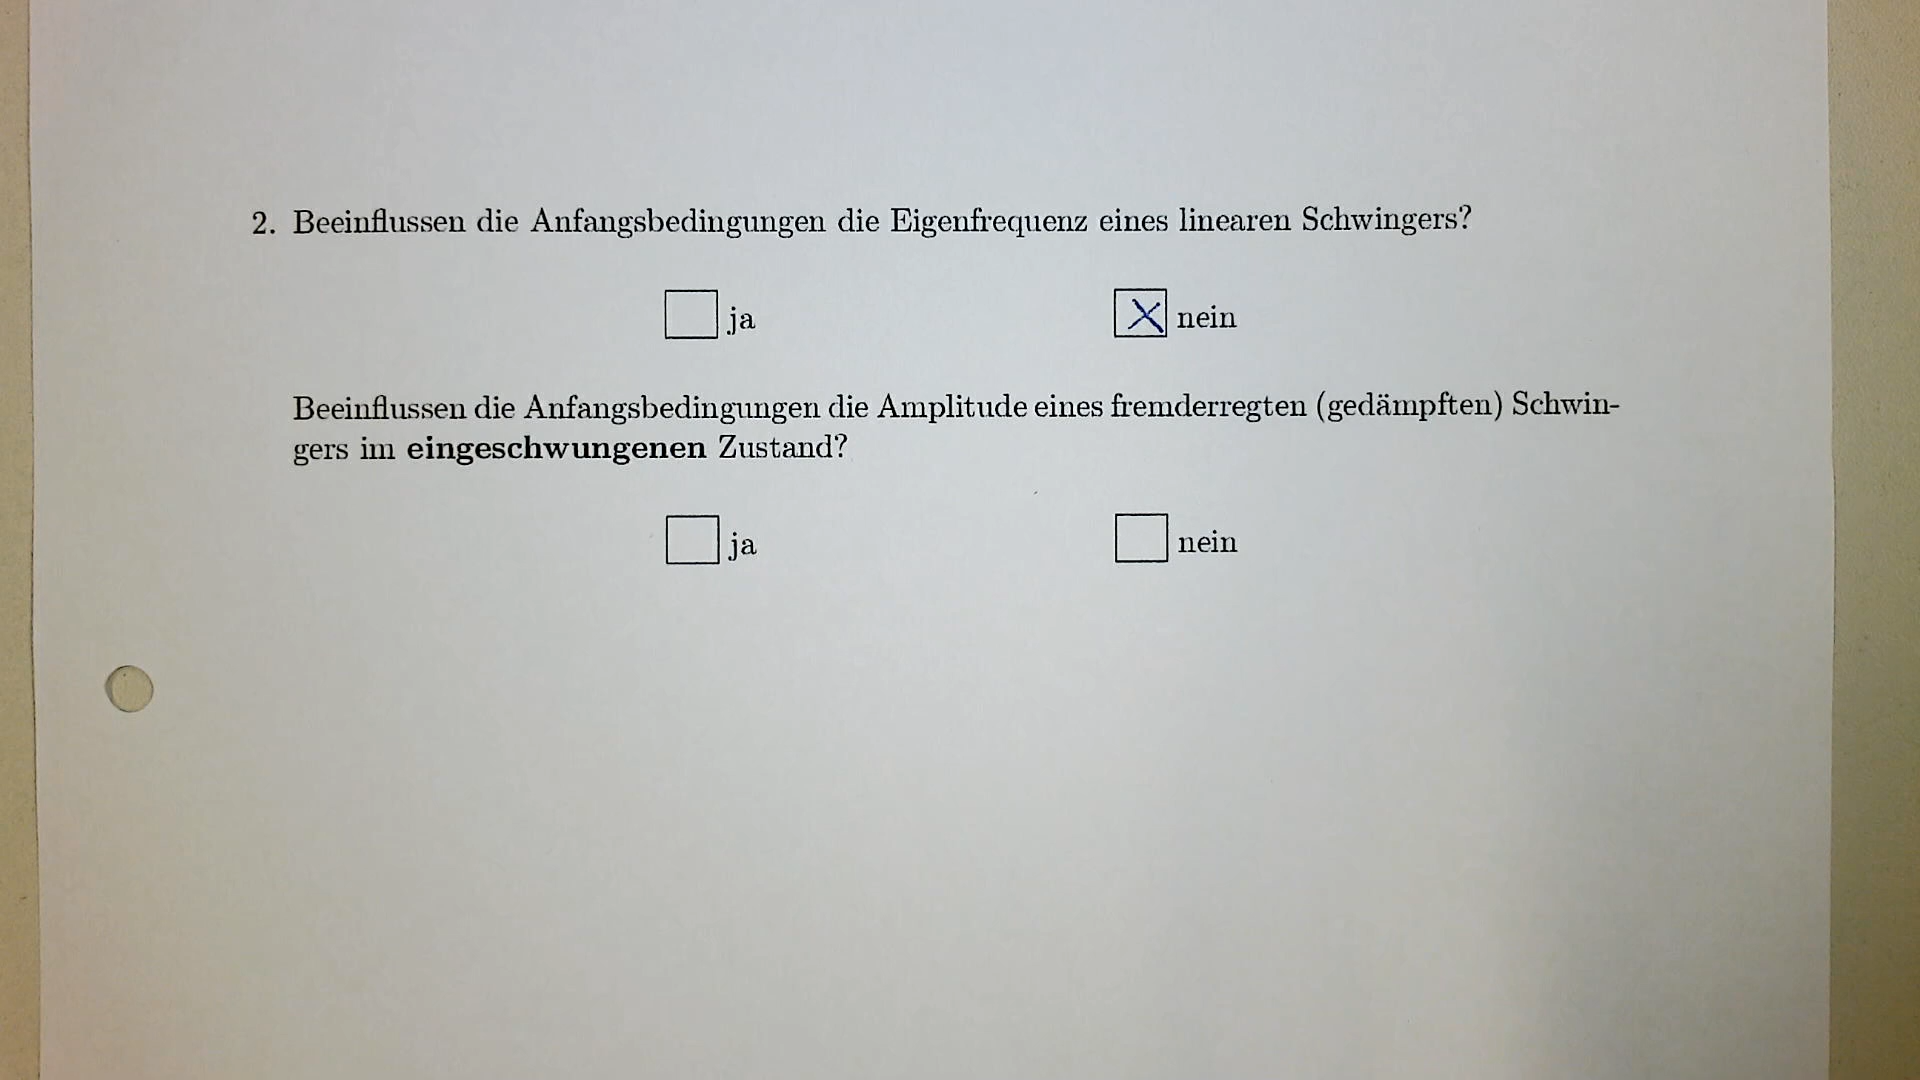 2. Beeinflussen die Anfangsbedingungen die Eigenfrequenz eines linearen Schwingers?
☐ ja ☒ nein
Beeinflussen die Anfangsbedingungen die Amplitude eines fremderregten (gedämpften) Schwin-
gers im eingeschwungenen Zustand?
☐ ja ☐ nein